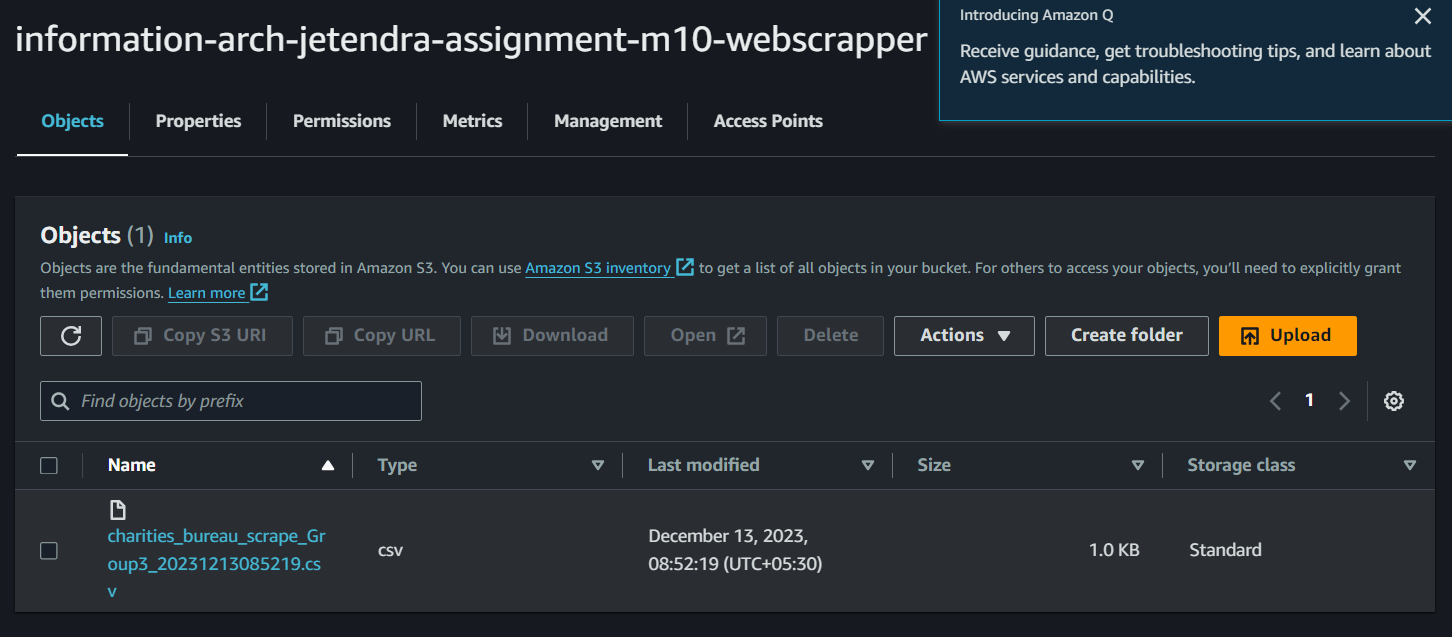 information-arch-jetendra-assignment-m10-webscrapper
Introducing Amazon Q
Receive guidance, get troubleshooting tips, and learn about
AWS services and capabilities.
Objects
Properties
Permissions
Metrics
Management
Access Points
Objects (1) Info
Objects are the fundamental entities stored in Amazon S3. You can use Amazon S3 inventory to get a list of all objects in your bucket. For others to access your objects, you'll need to explicitly grant
them permissions. Learn more
Copy S3 URI
Copy URL
Download
Open
Delete
Actions
Create folder
Upload
Find objects by prefix
1
Name
Type
Last modified
Size
Storage class
charities_bureau_scrape_Gr
oup3_20231213085219.cs
v
csv
December 13, 2023,
08:52:19 (UTC+05:30)
1.0 KB
Standard